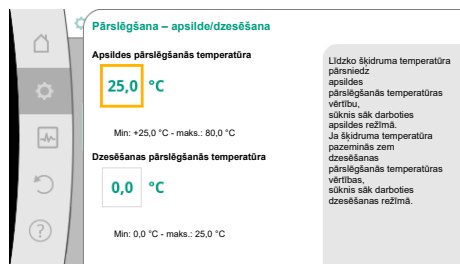 Pārslēgšana – apsilde/dzesēšana
Apsildes pārslēgšanās temperatūra
25,0 °C
Min: +25,0 °C - maks.: 80,0 °C
Dzesēšanas pārslēgšanās temperatūra
0,0 °C
Min: 0,0 °C - maks.: 25,0 °C
Līdzko šķidruma temperatūra
pārsniedz
apsildes
pārslēgšanās temperatūras
vērtību,
sūknis sāk darboties
apsildes režīmā.
Ja šķidruma temperatūra
pazeminās zem
dzesēšanas
pārslēgšanās temperatūras
vērtības,
sūknis sāk darboties
dzesēšanas režīmā.